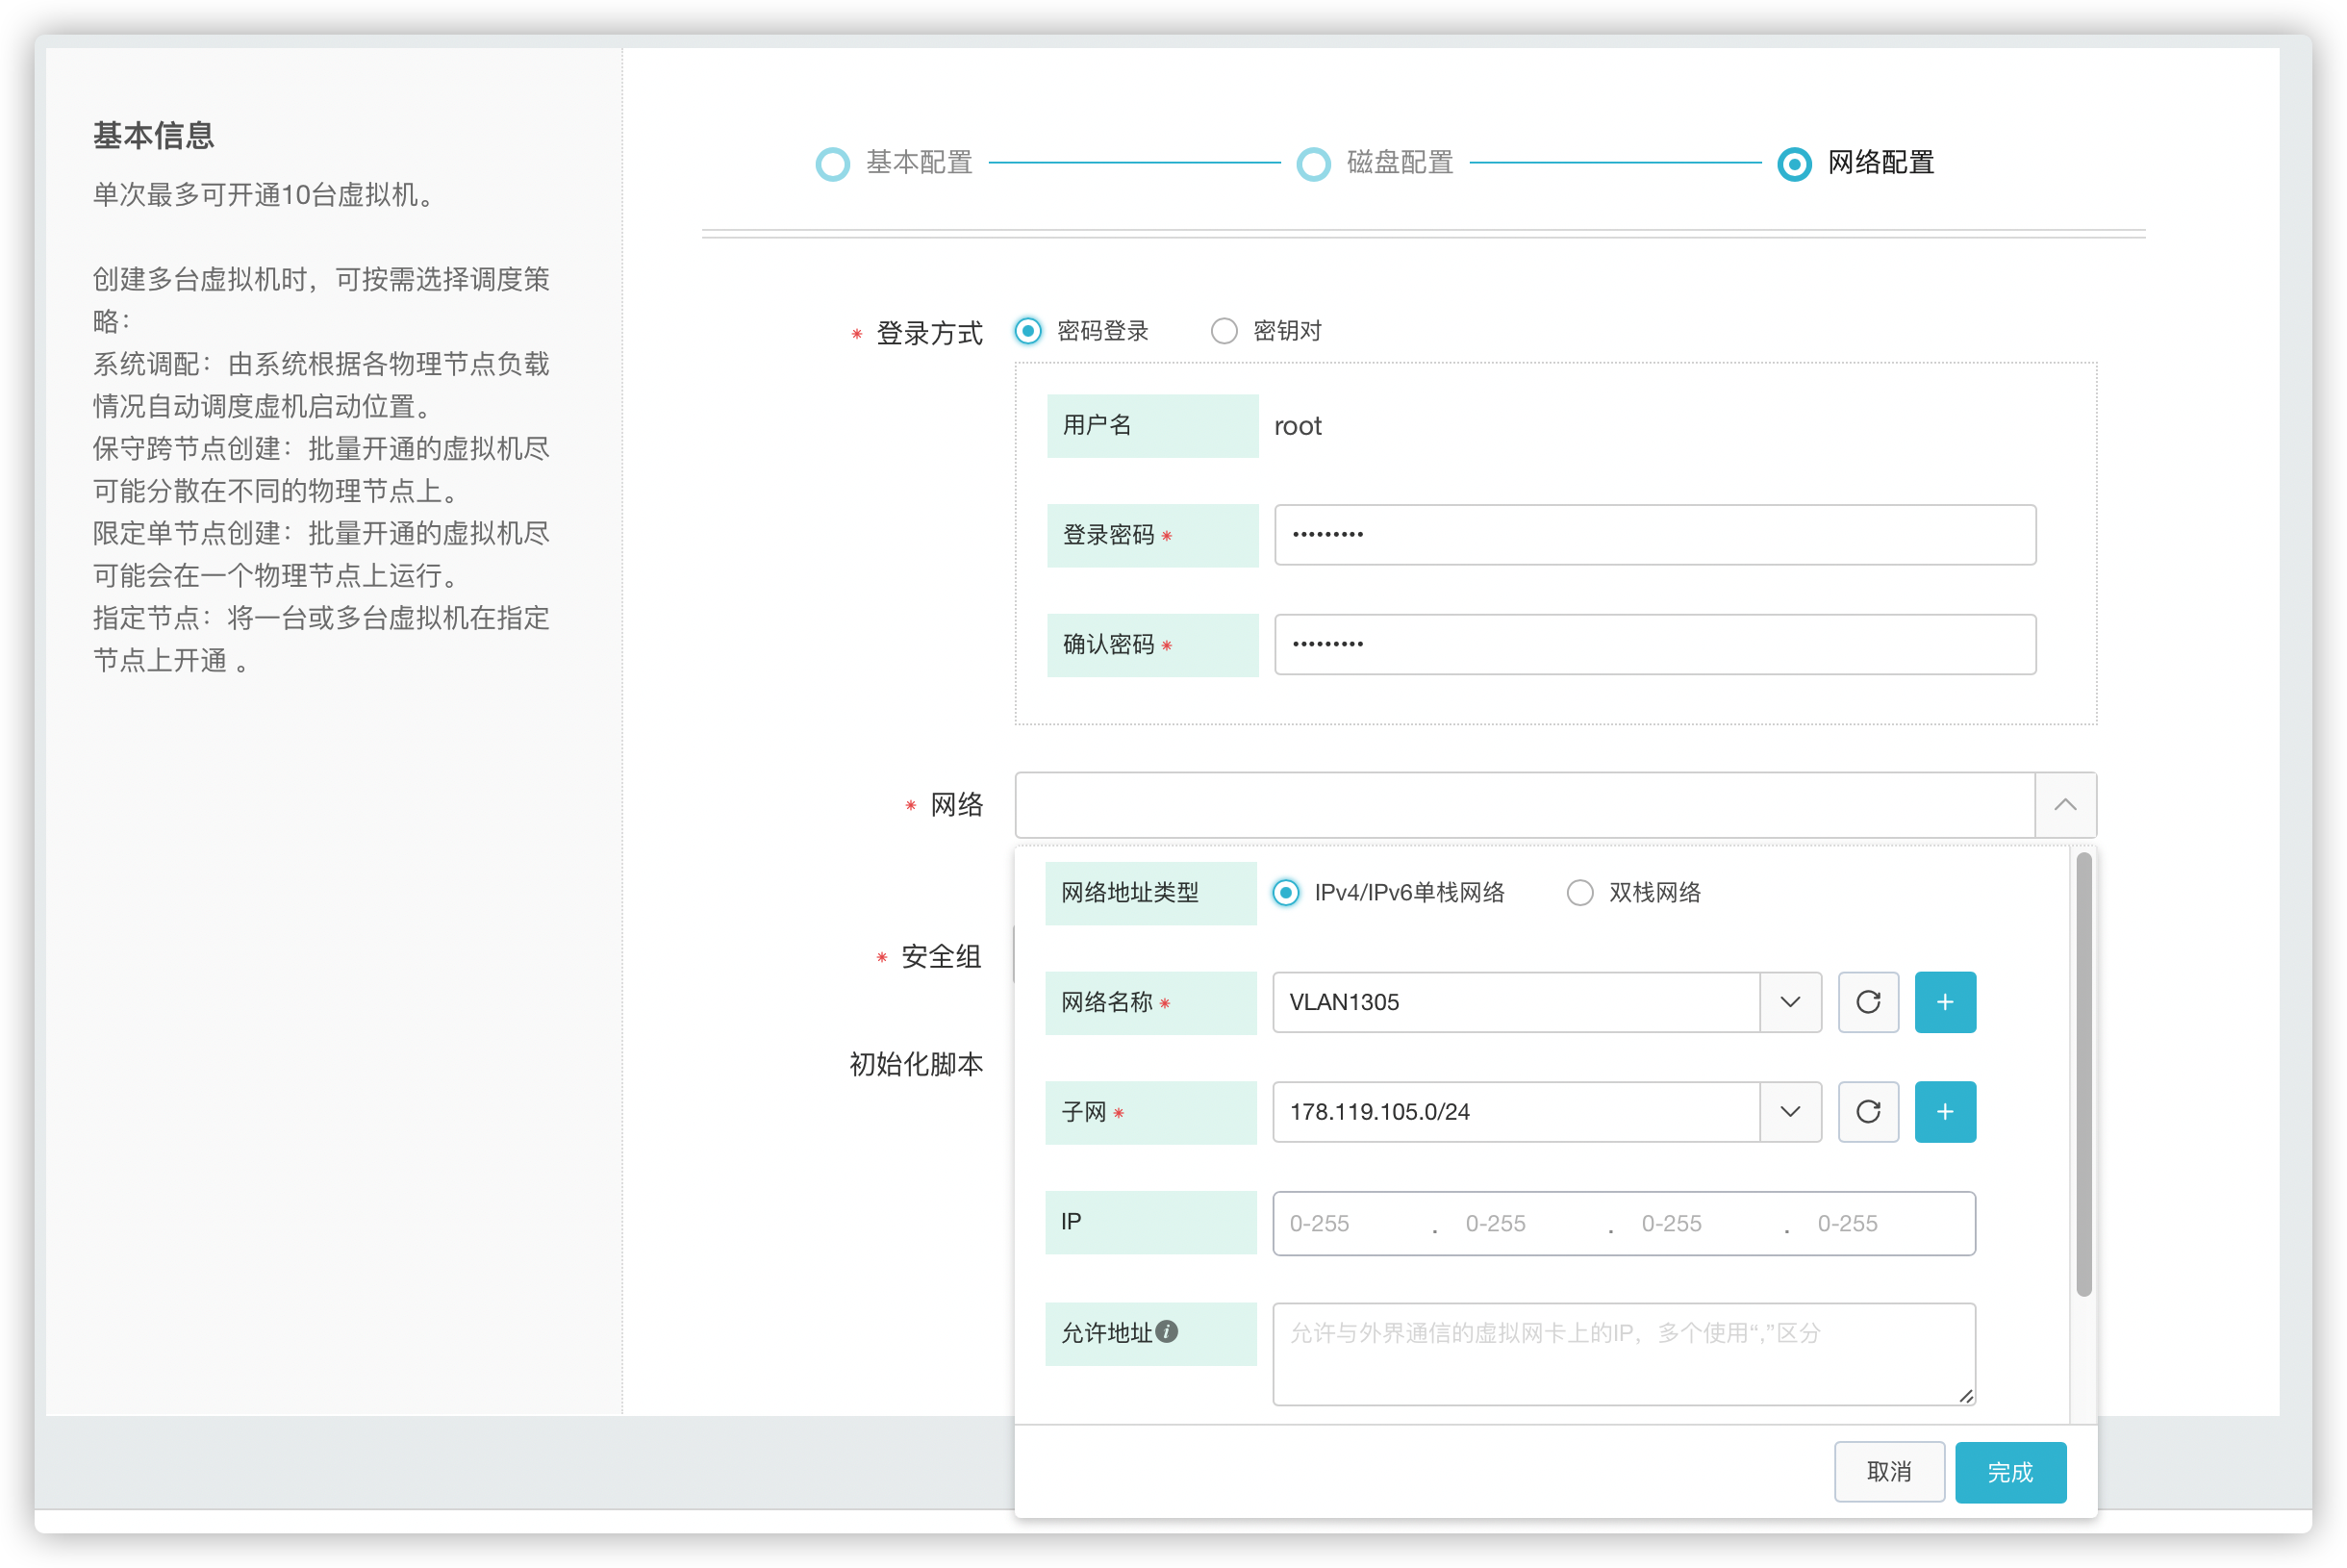 基本信息
单次最多可开通10台虚拟机。
创建多台虚拟机时，可按需选择调度策
略：
系统调配：由系统根据各物理节点负载
情况自动调度虚机启动位置。
保守跨节点创建：批量开通的虚拟机尽
可能分散在不同的物理节点上。
限定单节点创建：批量开通的虚拟机尽
可能会在一个物理节点上运行。
指定节点：将一台或多台虚拟机在指定
节点上开通 。
基本配置 磁盘配置 网络配置
* 登录方式 密码登录 密钥对
用户名 root
登录密码 * •••••••••
确认密码 * •••••••••
* 网络
网络地址类型 IPv4/IPv6单栈网络 双栈网络
* 安全组
网络名称 * VLAN1305
初始化脚本
子网 * 178.119.105.0/24
IP 0-255 . 0-255 . 0-255 . 0-255
允许地址 允许与外界通信的虚拟网卡上的IP，多个使用“,”区分
取消 完成